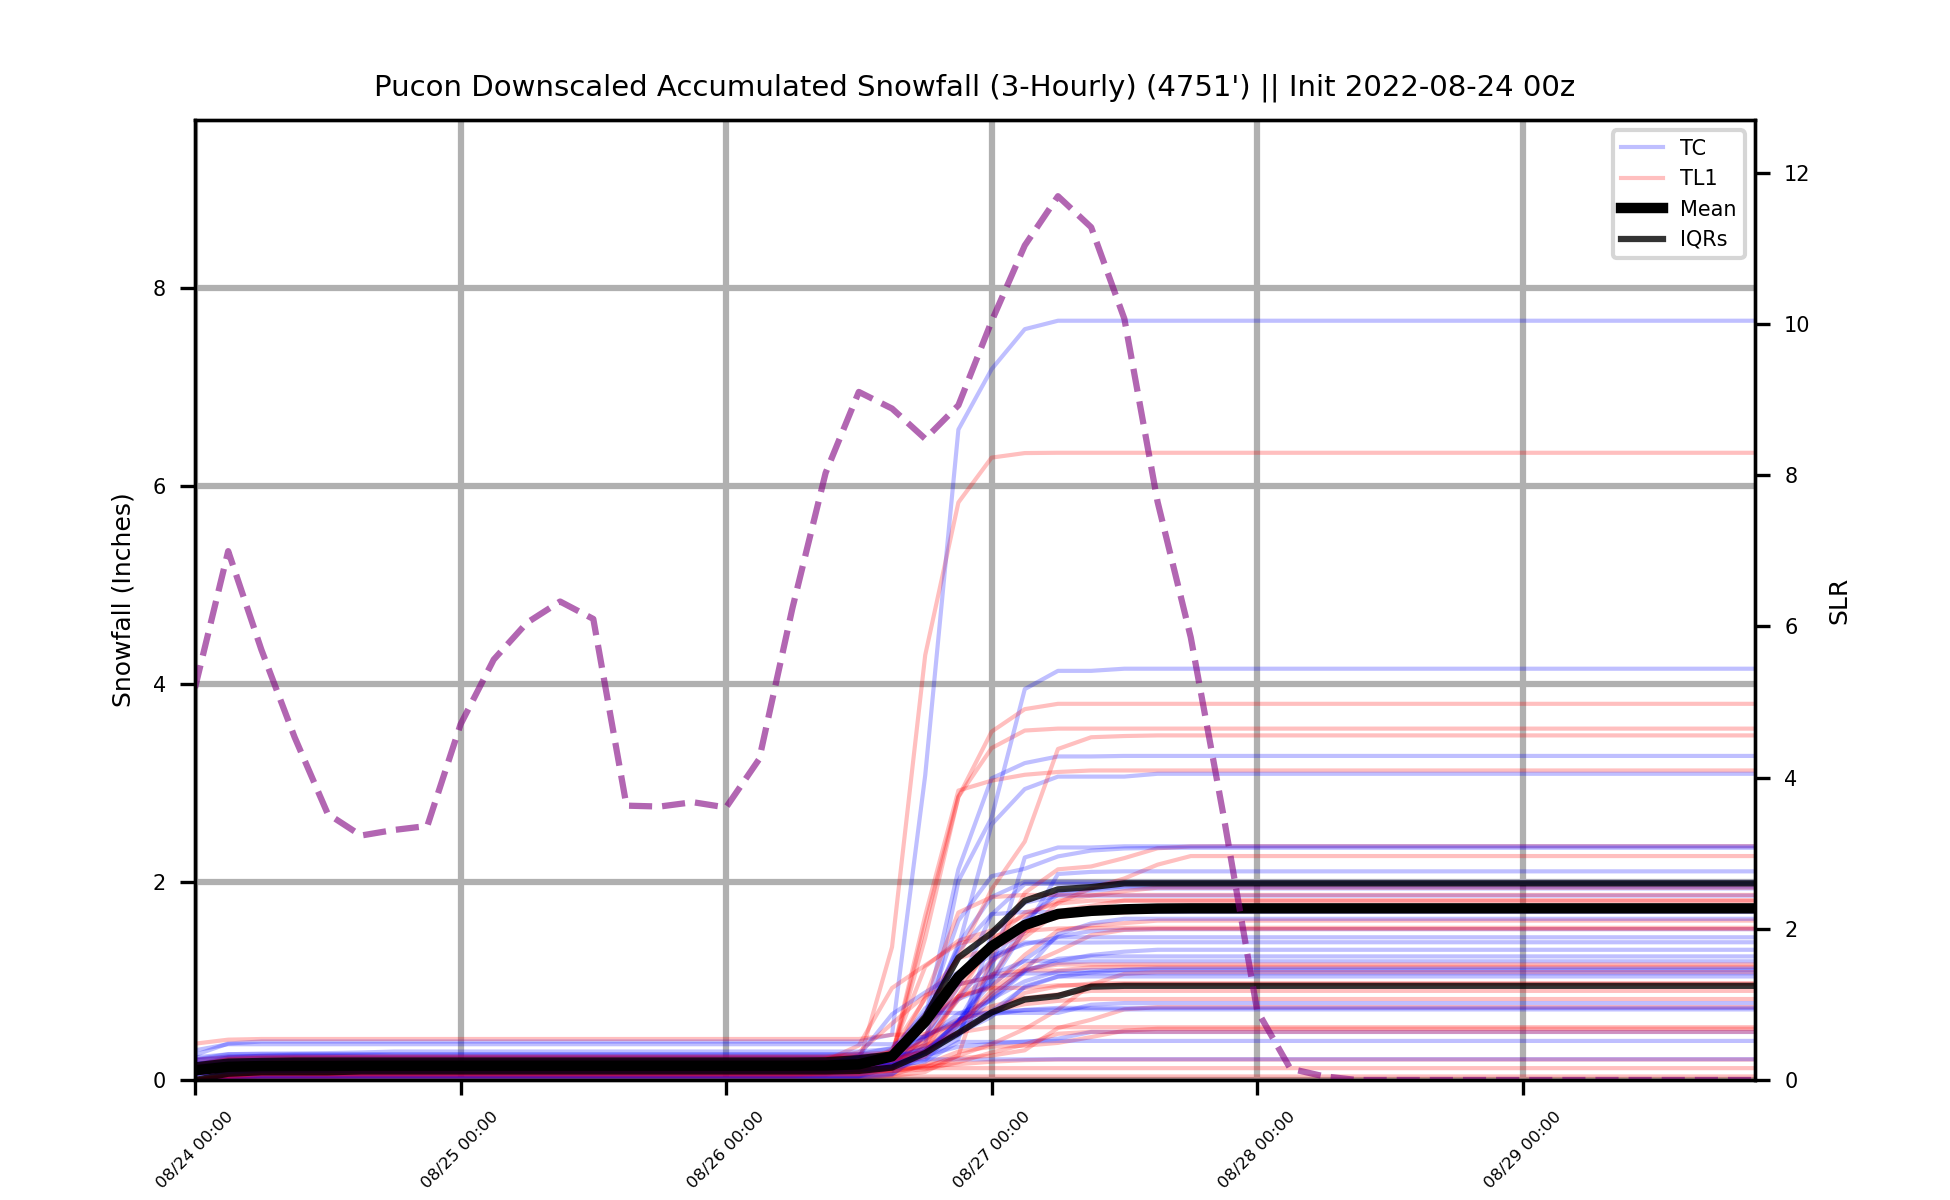 Pucon Downscaled Accumulated Snowfall (3-Hourly) (4751') || Init 2022-08-24 00z
TC
TL1
Mean
IQRs
Snowfall (Inches)
8
6
4
2
0
12
10
8
6
4
2
0
SLR
08/24 00:00
08/25 00:00
08/26 00:00
08/27 00:00
08/28 00:00
08/29 00:00